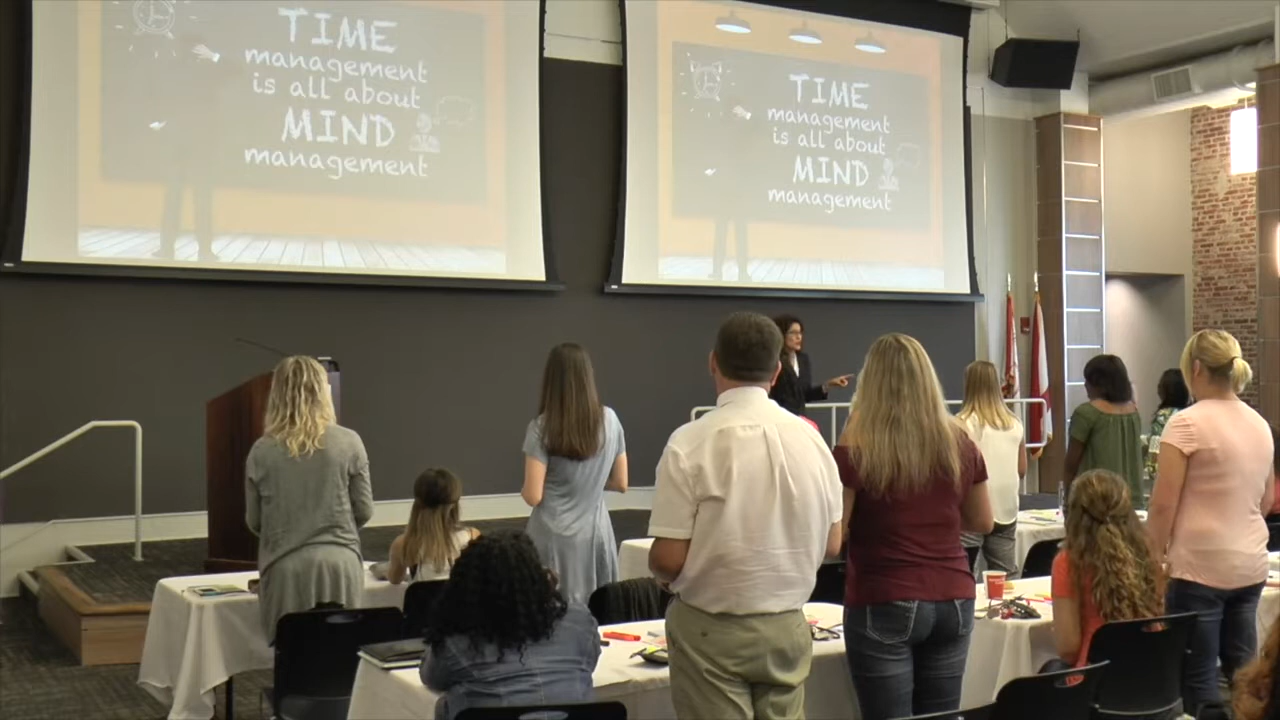 TIME
management
is all about
MIND
management
TIME
management
is all about
MIND
management